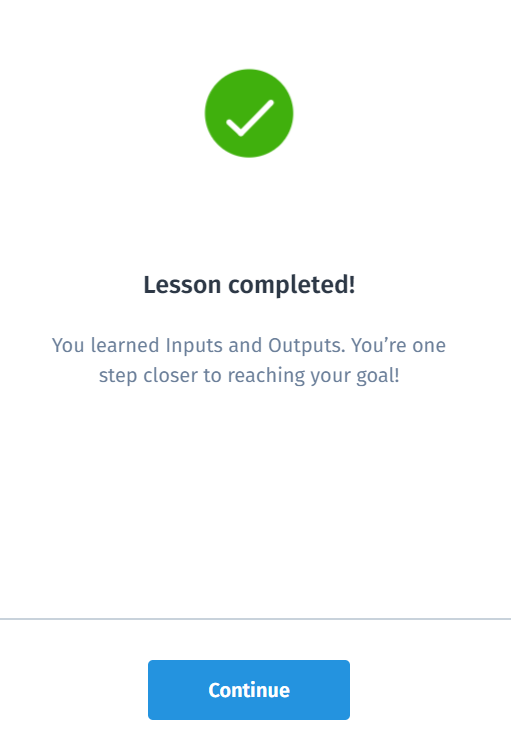 Lesson completed!
You learned Inputs and Outputs. You’re one
step closer to reaching your goal!
Continue